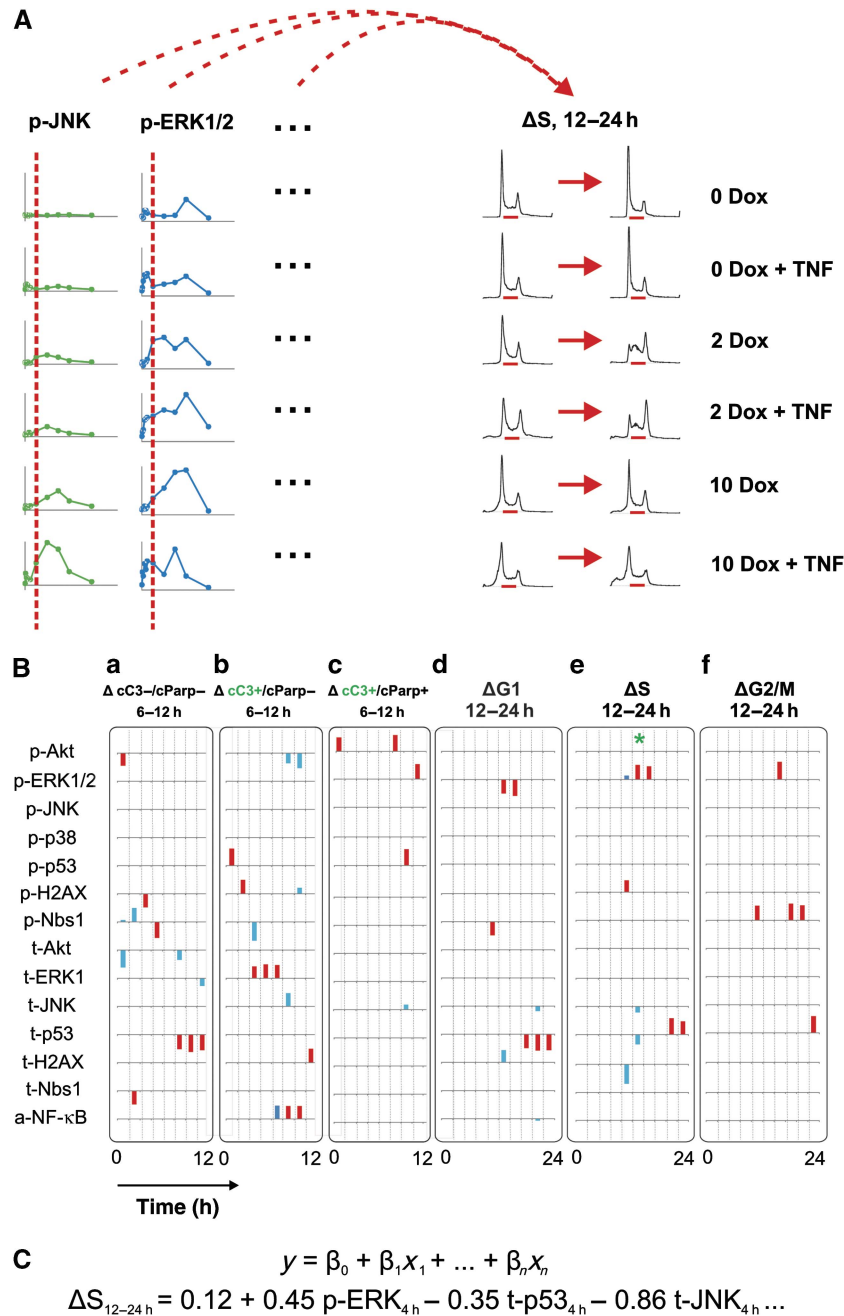 A
p-JNK p-ERK1/2 ... ΔS, 12–24 h
... 0 Dox
... 0 Dox + TNF
... 2 Dox
... 2 Dox + TNF
... 10 Dox
... 10 Dox + TNF
B
a b c d e f
Δ cC3–/cParp– Δ cC3+/cParp– Δ cC3+/cParp+ ΔG1 ΔS ΔG2/M
6–12 h 6–12 h 6–12 h 12–24 h 12–24 h 12–24 h
*
p-Akt
p-ERK1/2
p-JNK
p-p38
p-p53
p-H2AX
p-Nbs1
t-Akt
t-ERK1
t-JNK
t-p53
t-H2AX
t-Nbs1
a-NF-κB
0 12 0 12 0 12 0 24 0 24 0 24
Time (h)
C
y = β₀ + β₁x₁ + ... + βₙxₙ
ΔS₁₂₋₂₄ ₕ = 0.12 + 0.45 p-ERK₄ ₕ – 0.35 t-p53₄ ₕ – 0.86 t-JNK₄ ₕ ...